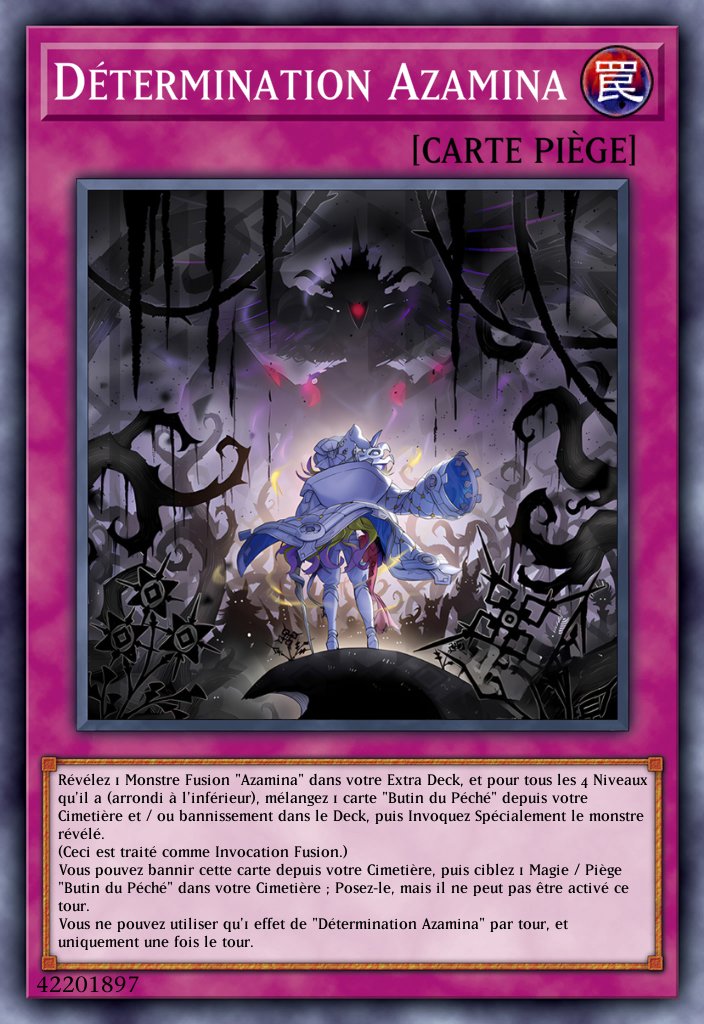 Détermination Azamina
罠
[CARTE PIÈGE]
Révélez 1 Monstre Fusion "Azamina" dans votre Extra Deck, et pour tous les 4 Niveaux
qu'il a (arrondi à l'inférieur), mélangez 1 carte "Butin du Péché" depuis votre
Cimetière et / ou bannissement dans le Deck, puis Invoquez Spécialement le monstre
révélé.
(Ceci est traité comme Invocation Fusion.)
Vous pouvez bannir cette carte depuis votre Cimetière, puis ciblez 1 Magie / Piège
"Butin du Péché" dans votre Cimetière ; Posez-le, mais il ne peut pas être activé ce
tour.
Vous ne pouvez utiliser qu'1 effet de "Détermination Azamina" par tour, et
uniquement une fois le tour.
42201897